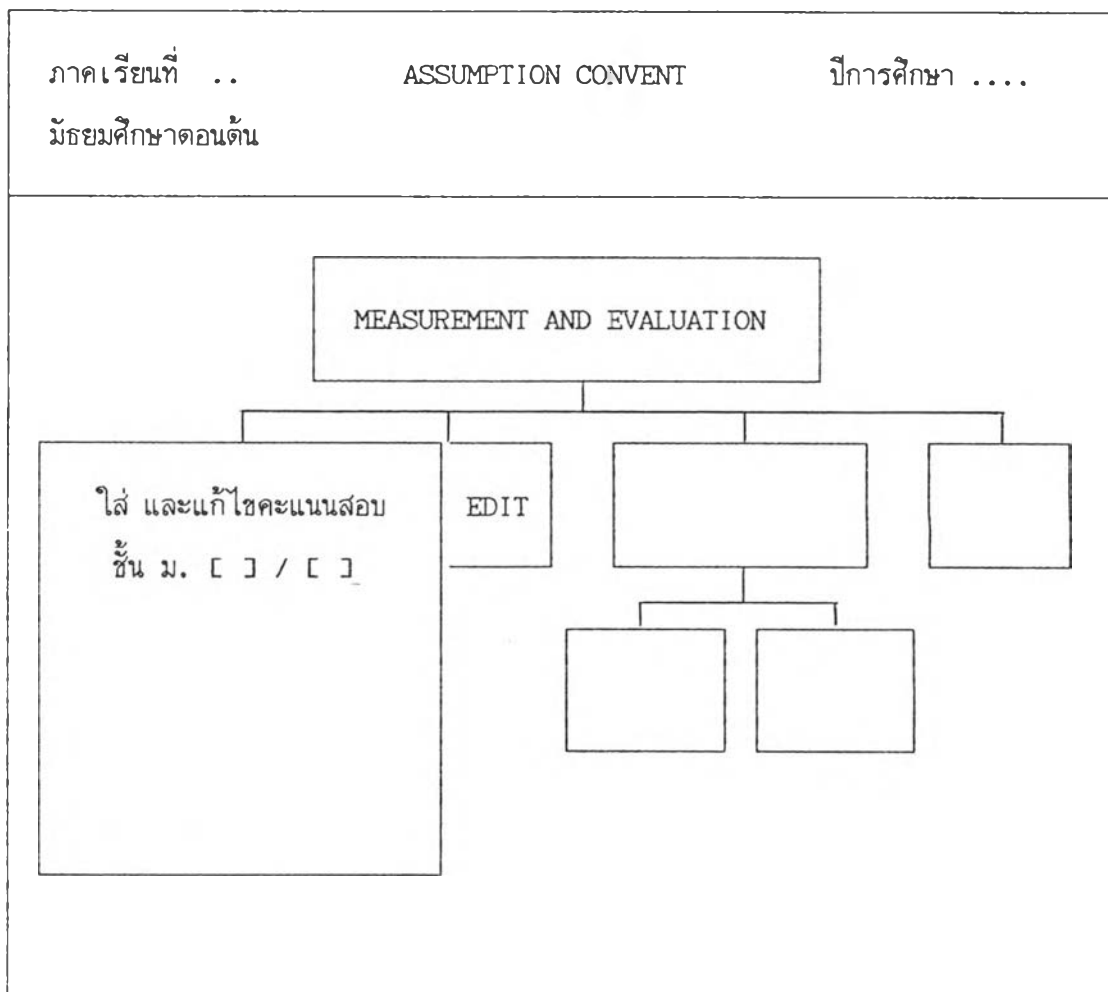 ภาคเรียนที่ .. ASSUMPTION CONVENT ปีการศึกษา ....
มัธยมศึกษาตอนต้น
MEASUREMENT AND EVALUATION
ใส่ และแก้ไขคะแนนสอบ
ชั้น ม. [ ] / [ ]
EDIT